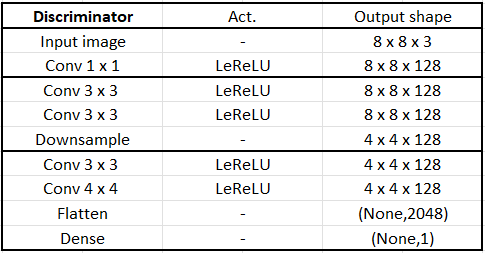 Discriminator Act. Output shape
Input image - 8 x 8 x 3
Conv 1 x 1 LeReLU 8 x 8 x 128
Conv 3 x 3 LeReLU 8 x 8 x 128
Conv 3 x 3 LeReLU 8 x 8 x 128
Downsample - 4 x 4 x 128
Conv 3 x 3 LeReLU 4 x 4 x 128
Conv 4 x 4 LeReLU 4 x 4 x 128
Flatten - (None,2048)
Dense - (None,1)